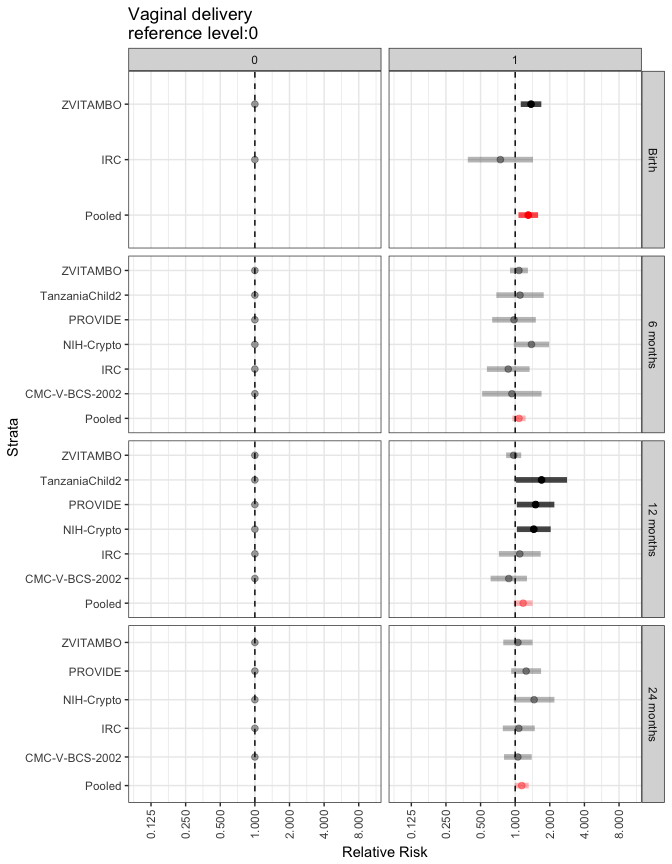 Vaginal delivery
reference level:0
0
1
ZVITAMBO
IRC
Pooled
Birth
ZVITAMBO
TanzaniaChild2
PROVIDE
NIH-Crypto
IRC
CMC-V-BCS-2002
Pooled
6 months
ZVITAMBO
TanzaniaChild2
PROVIDE
NIH-Crypto
IRC
CMC-V-BCS-2002
Pooled
12 months
ZVITAMBO
PROVIDE
NIH-Crypto
IRC
CMC-V-BCS-2002
Pooled
24 months
Strata
0.125
0.250
0.500
1.000
2.000
4.000
8.000
0.125
0.250
0.500
1.000
2.000
4.000
8.000
Relative Risk